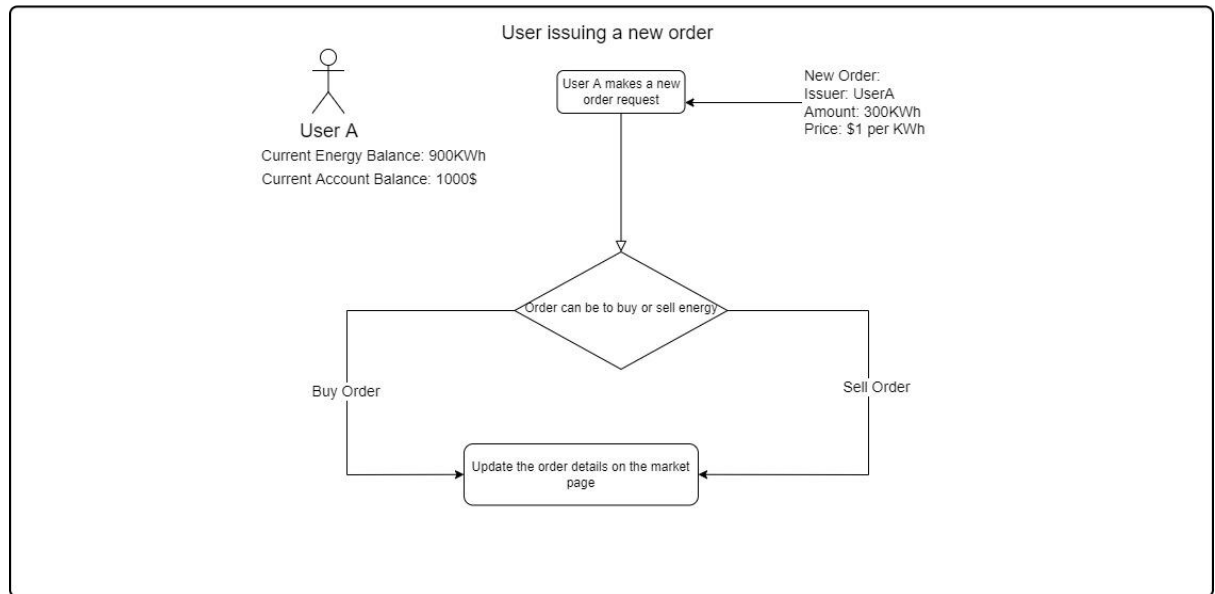 User issuing a new order
User A
Current Energy Balance: 900KWh
Current Account Balance: 1000$
User A makes a new
order request
New Order:
Issuer: UserA
Amount: 300KWh
Price: $1 per KWh
Order can be to buy or sell energy
Buy Order
Sell Order
Update the order details on the market
page